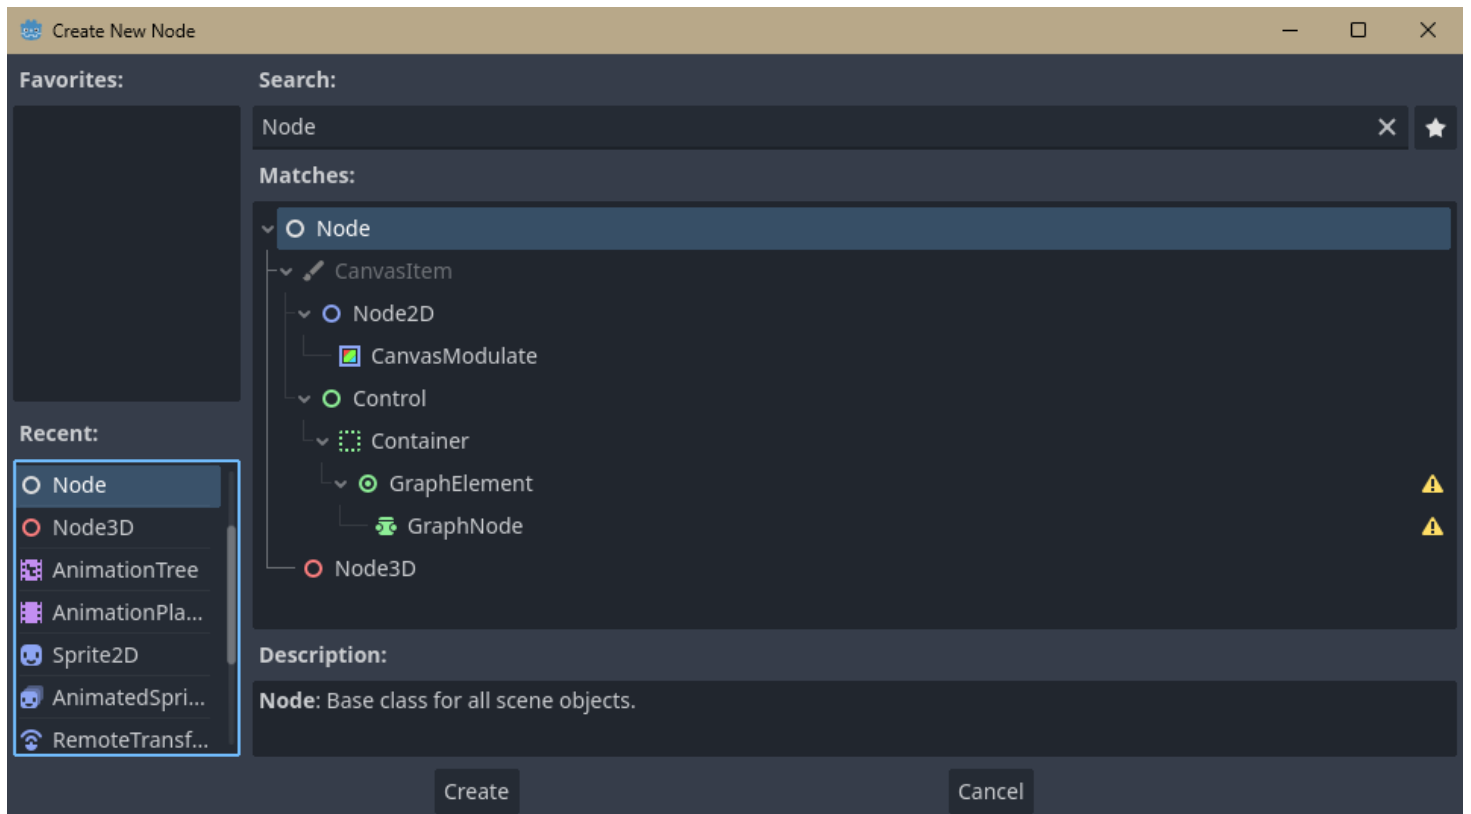 Create New Node
Favorites:
Search:
Node
Matches:
Node
CanvasItem
Node2D
CanvasModulate
Control
Container
GraphElement
GraphNode
Node3D
Recent:
Node
Node3D
AnimationTree
AnimationPla...
Sprite2D
AnimatedSpri...
RemoteTransf...
Description:
Node: Base class for all scene objects.
Create
Cancel